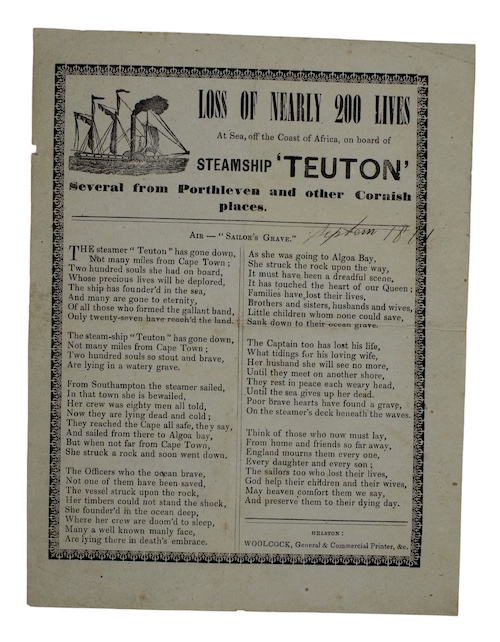 LOSS OF NEARLY 200 LIVES
At Sea, off the Coast of Africa, on board of
STEAMSHIP 'TEUTON'
Several from Porthleven and other Cornish
places.
AIR — "SAILOR'S GRAVE."
Septem 1881
THE steamer "Teuton" has gone down,
Not many miles from Cape Town;
Two hundred souls she had on board,
Whose precious lives will be deplored,
The ship has founder'd in the sea,
And many are gone to eternity,
Of all those who formed the gallant band,
Only twenty-seven have reach'd the land.
The steam-ship "Teuton" has gone down,
Not many miles from Cape Town;
Two hundred souls so stout and brave,
Are lying in a watery grave.
From Southampton the steamer sailed,
In that town she is bewailed,
Her crew was eighty men all told,
Now they are lying dead and cold;
They reached the Cape all safe, they say,
And sailed from there to Algoa bay,
But when not far from Cape Town,
She struck a rock and soon went down.
The Officers who the ocean brave,
Not one of them have been saved,
The vessel struck upon the rock,
Her timbers could not stand the shock,
She founder'd in the ocean deep,
Where her crew are doom'd to sleep,
Many a well known manly face,
Are lying there in death's embrace.
As she was going to Algoa Bay,
She struck the rock upon the way,
It must have been a dreadful scene,
It has touched the heart of our Queen;
Families have lost their lives,
Brothers and sisters, husbands and wives,
Little children whom none could save,
Sank down to their ocean grave.
The Captain too has lost his life,
What tidings for his loving wife,
Her husband she will see no more,
Until they meet on another shore,
They rest in peace each weary head,
Until the sea gives up her dead.
Poor brave hearts have found a grave,
On the steamer's deck beneath the waves.
Think of those who now must lay,
From home and friends so far away,
England mourns them every one,
Every daughter and every son;
The sailors too who lost their lives,
God help their children and their wives,
May heaven comfort them we say,
And preserve them to their dying day.
HELSTON:
WOOLCOCK, General & Commercial Printer, &c.